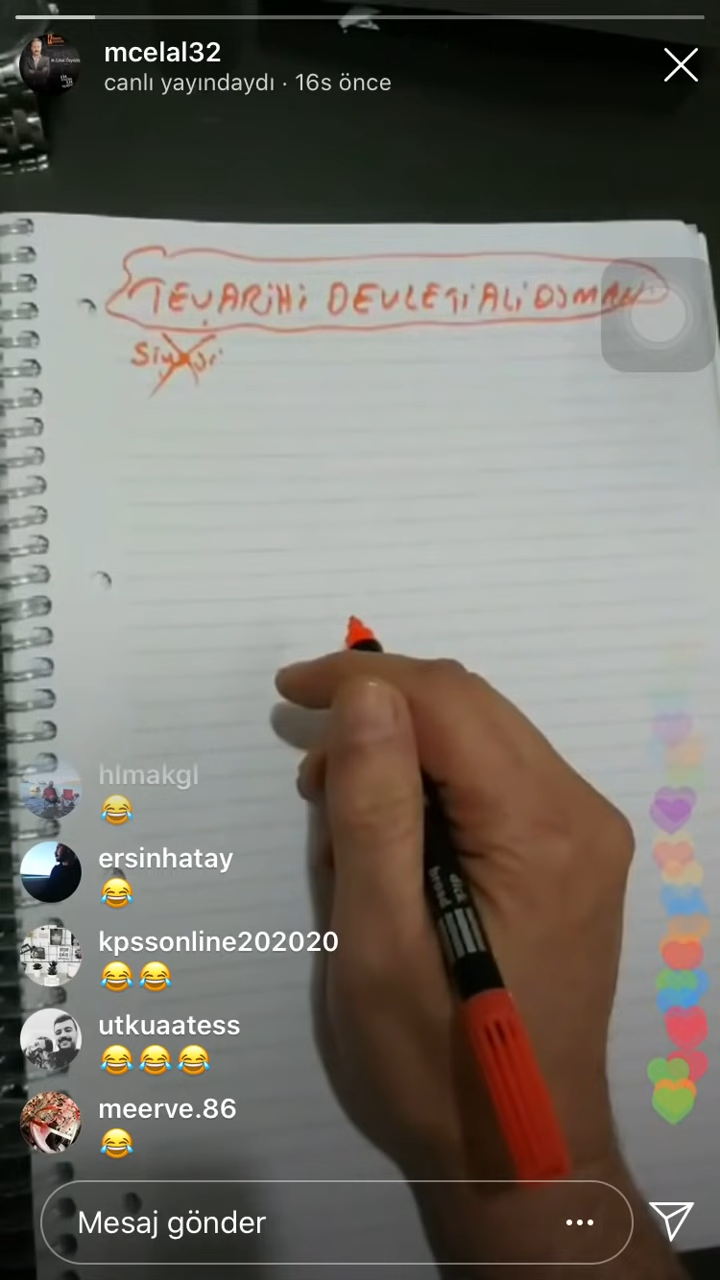 mcelal32
canlı yayındaydı · 16s önce
TEVARİHİ DEVLETİ ALİ OSMAN
hlmakgl
😂
ersinhatay
😂
kpssonline202020
😂😂
utkuaatess
😂😂😂
meerve.86
😂
Mesaj gönder